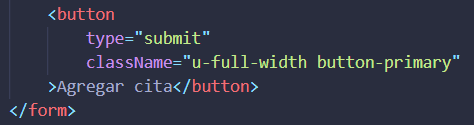 <button
type="submit"
className="u-full-width button-primary"
>Agregar cita</button>
</form>